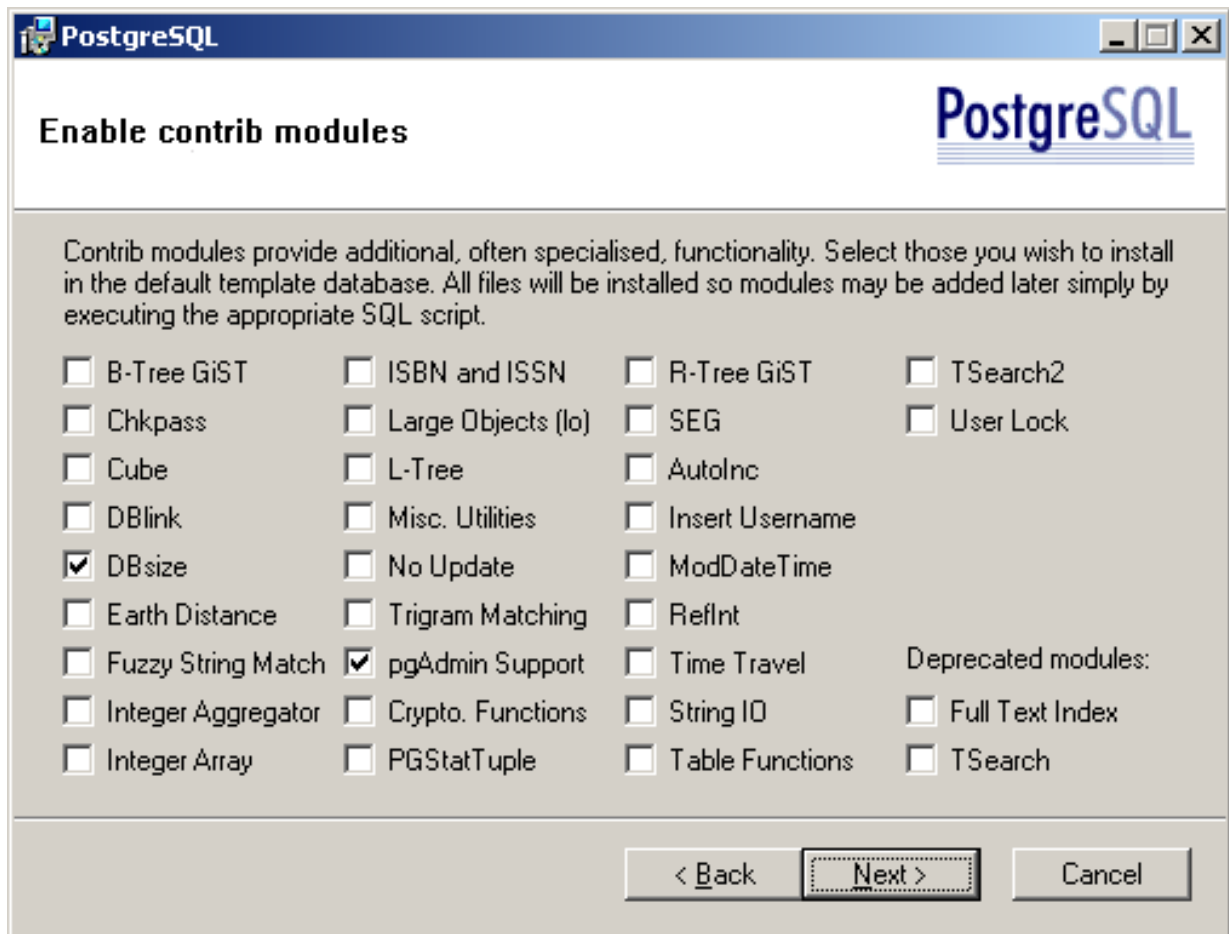 PostgreSQL
Enable contrib modules
PostgreSQL
Contrib modules provide additional, often specialised, functionality. Select those you wish to install
in the default template database. All files will be installed so modules may be added later simply by
executing the appropriate SQL script.
B-Tree GiST ISBN and ISSN R-Tree GiST TSearch2
Chkpass Large Objects (lo) SEG User Lock
Cube L-Tree AutoInc
DBlink Misc. Utilities Insert Username
DBsize No Update ModDateTime
Earth Distance Trigram Matching RefInt
Fuzzy String Match pgAdmin Support Time Travel Deprecated modules:
Integer Aggregator Crypto. Functions String IO Full Text Index
Integer Array PGStatTuple Table Functions TSearch
< Back Next > Cancel